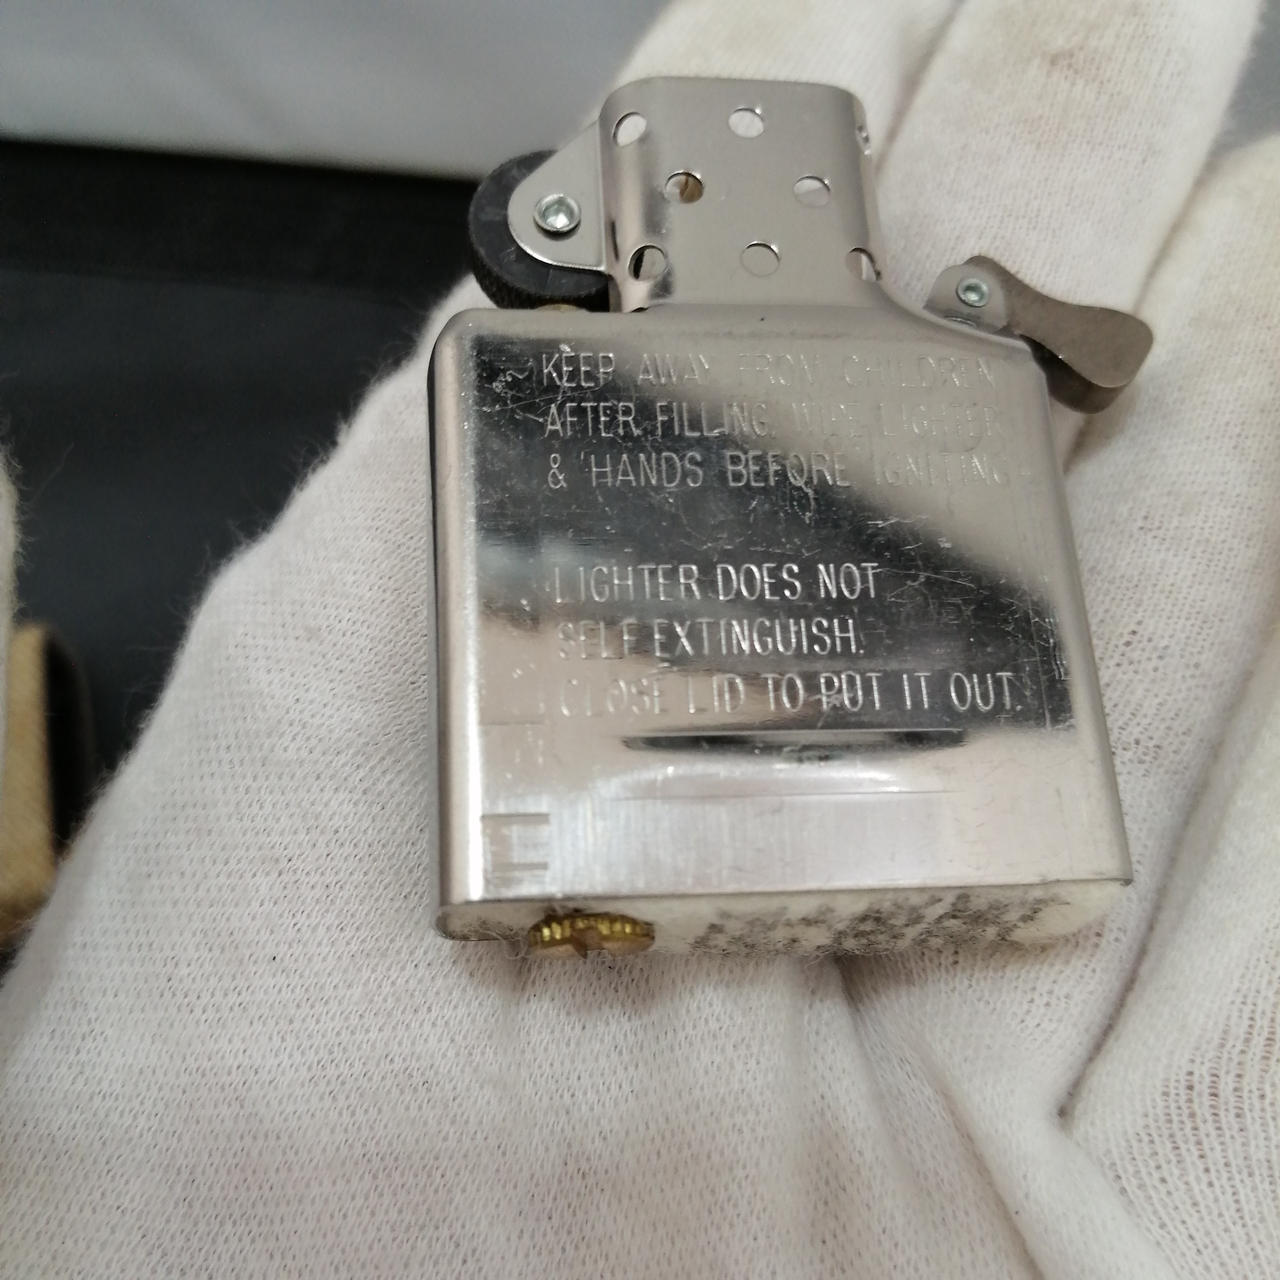 KEEP AWAY FROM CHILDREN
AFTER FILLING, WIPE LIGHTER
& HANDS BEFORE IGNITING
LIGHTER DOES NOT
SELF EXTINGUISH.
CLOSE LID TO PUT IT OUT.